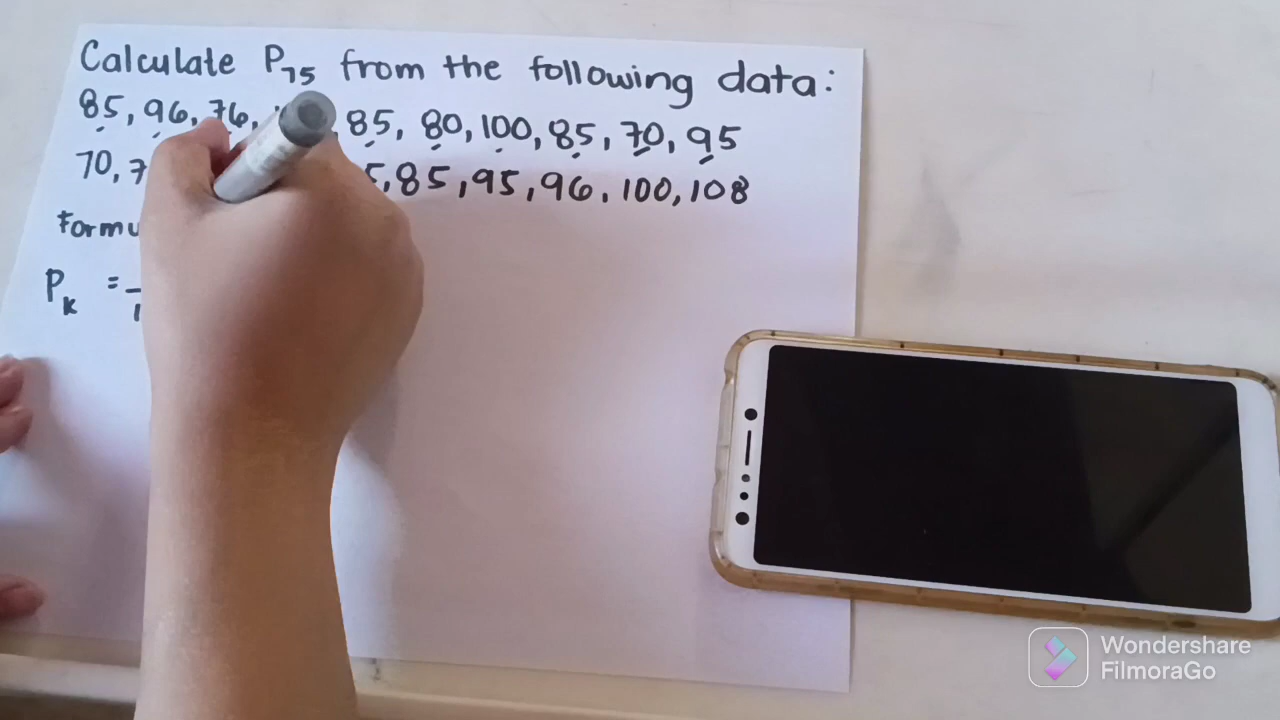 Calculate P75 from the following data:
85, 96, 76, 85, 80, 100, 85, 70, 95
70, 85, 95, 96, 100, 108
Pk =
Wondershare
FilmoraGo